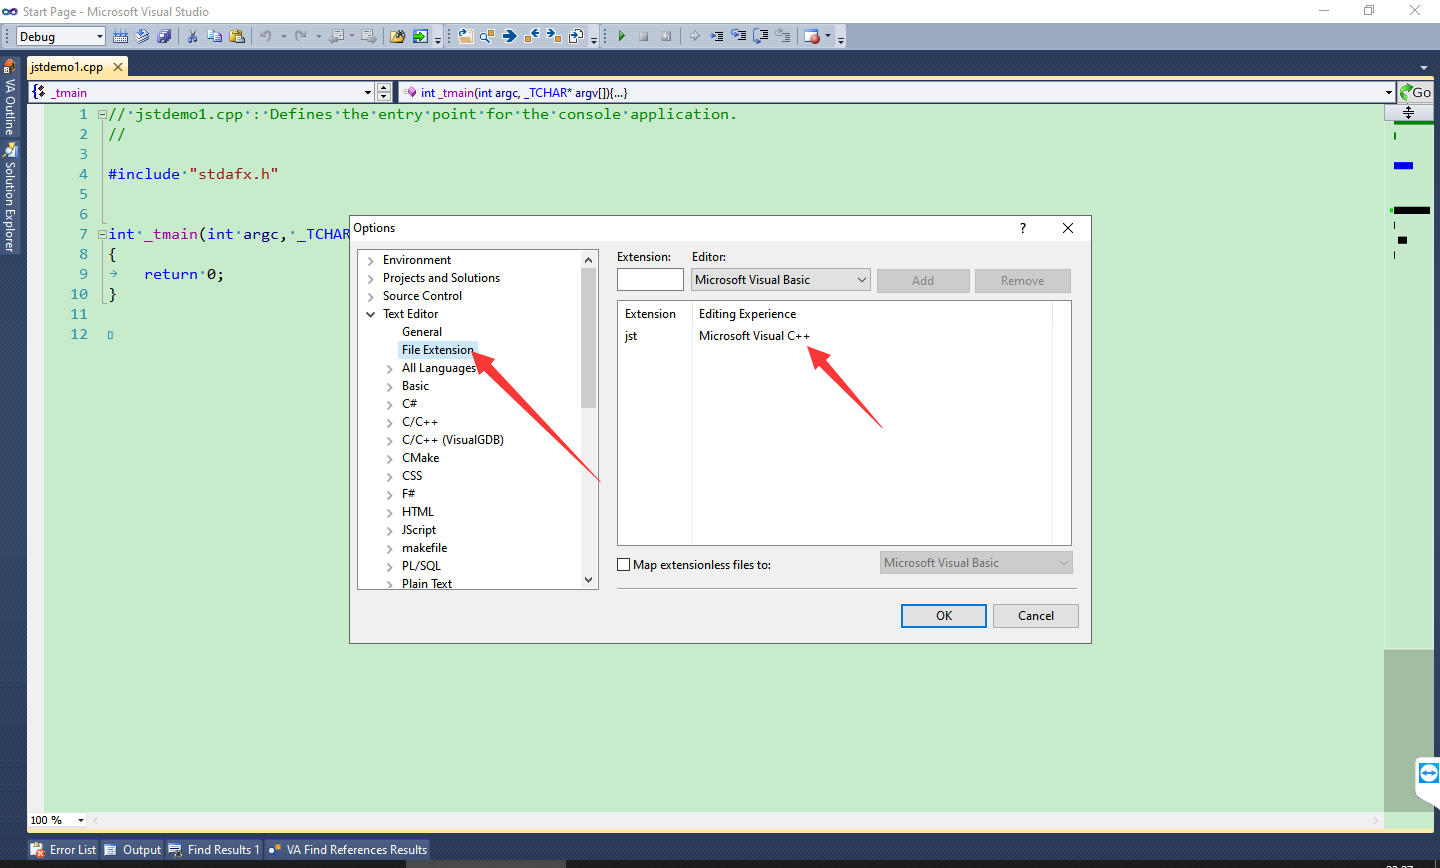 Start Page - Microsoft Visual Studio
Debug
jstdemo1.cpp
VA Outline
Solution Explorer
_tmain
int _tmain(int argc, _TCHAR* argv[]){...}
Go
1 // jstdemo1.cpp : Defines the entry point for the console application.
2 //
3
4 #include "stdafx.h"
5
6
7 int _tmain(int argc, _TCHAR
8 {
9 return 0;
10 }
11
12
Options
?
Environment
Projects and Solutions
Source Control
Text Editor
General
File Extension
All Languages
Basic
C#
C/C++
C/C++ (VisualGDB)
CMake
CSS
F#
HTML
JScript
makefile
PL/SQL
Plain Text
Extension: Editor:
Microsoft Visual Basic
Add
Remove
Extension Editing Experience
jst Microsoft Visual C++
Map extensionless files to:
Microsoft Visual Basic
OK
Cancel
100 %
Error List
Output
Find Results 1
VA Find References Results